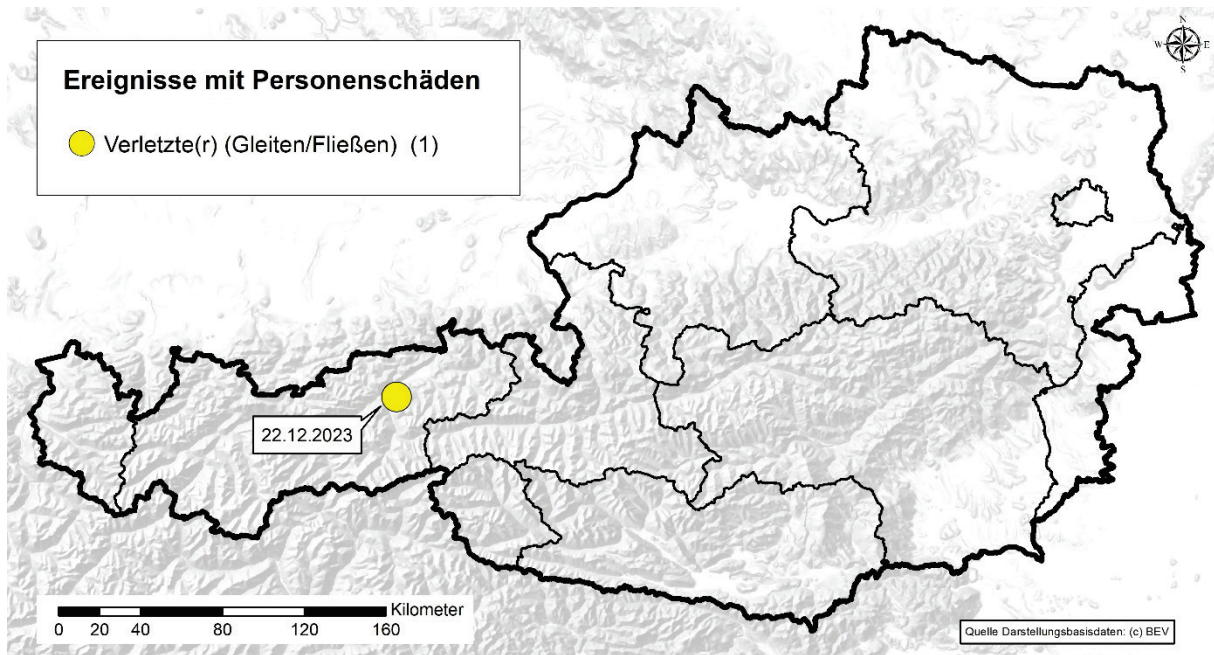 Ereignisse mit Personenschäden
Verletzte(r) (Gleiten/Fließen) (1)
N
W E
S
22.12.2023
Kilometer
0 20 40 80 120 160
Quelle Darstellungsbasisdaten: (c) BEV